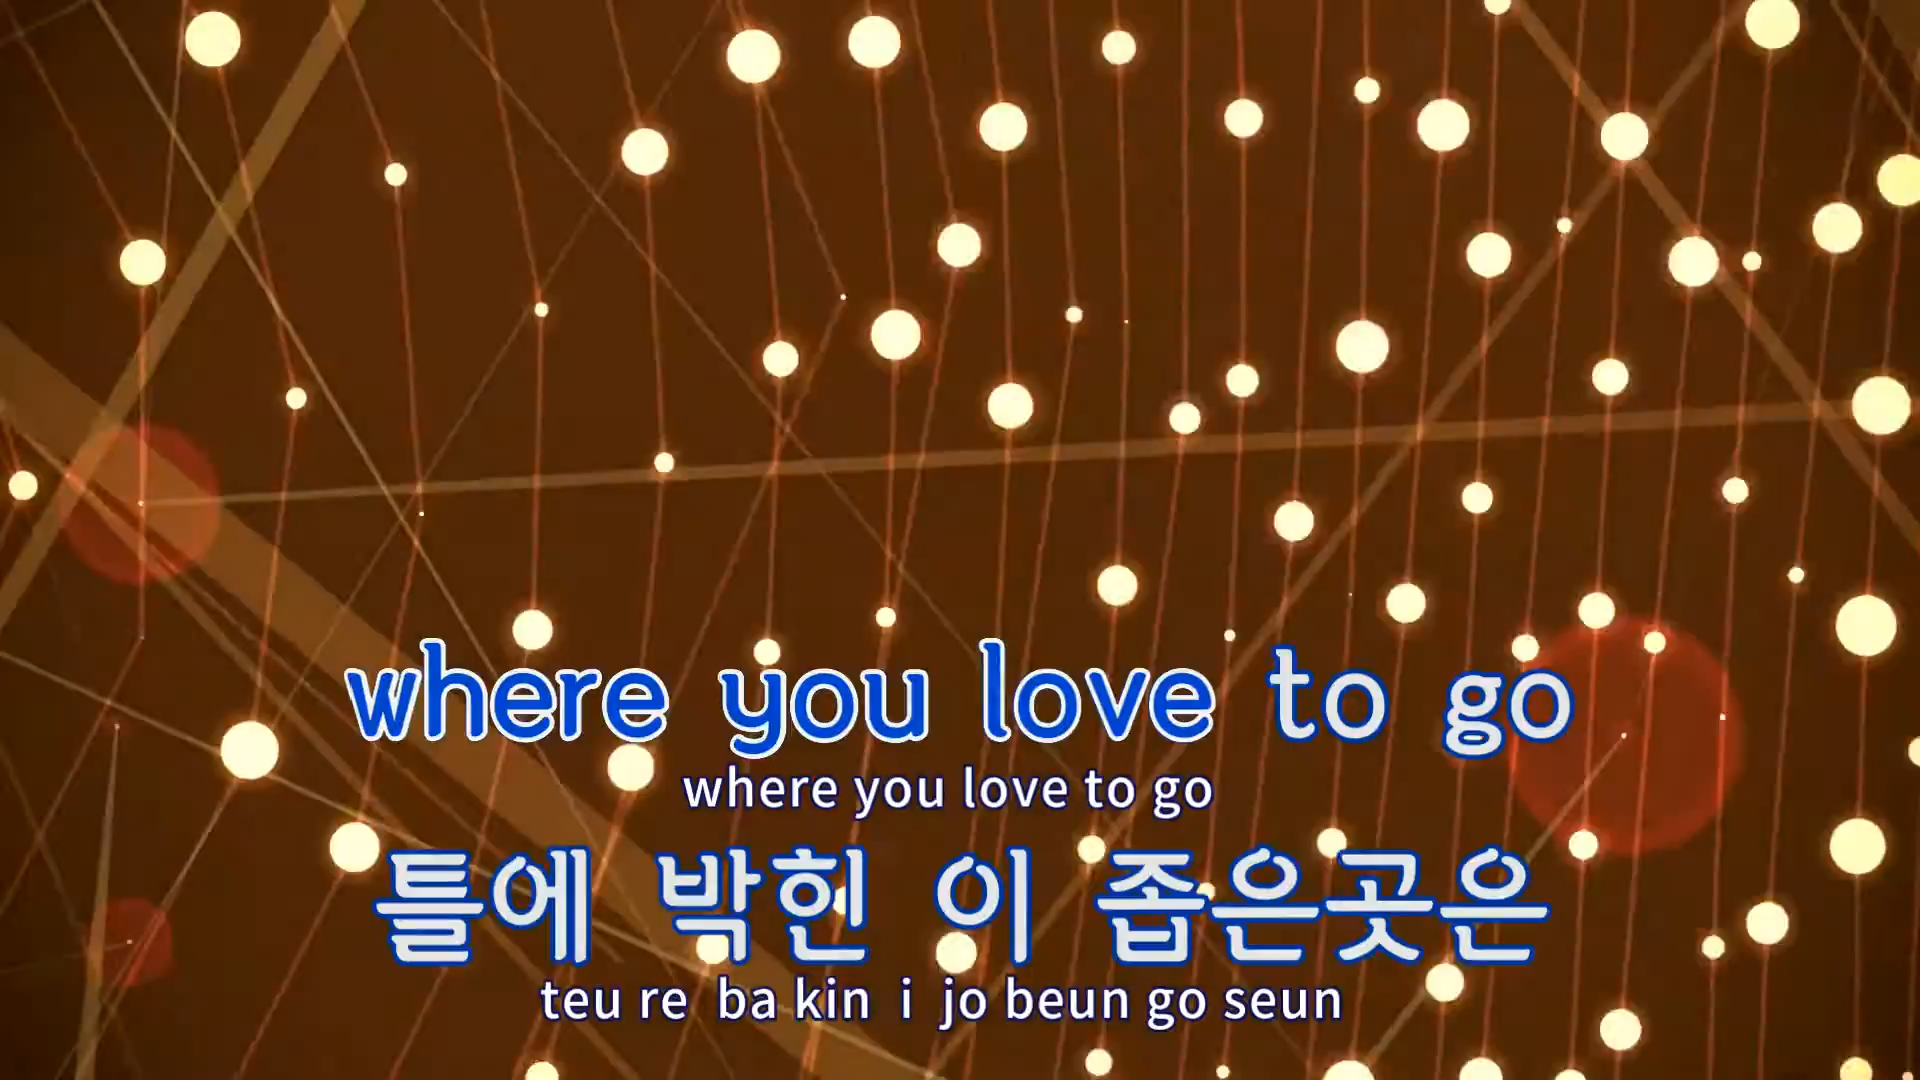 where you love to go
where you love to go
틀에 박힌 이 좁은곳은
teu re ba kin i jo beun go seun